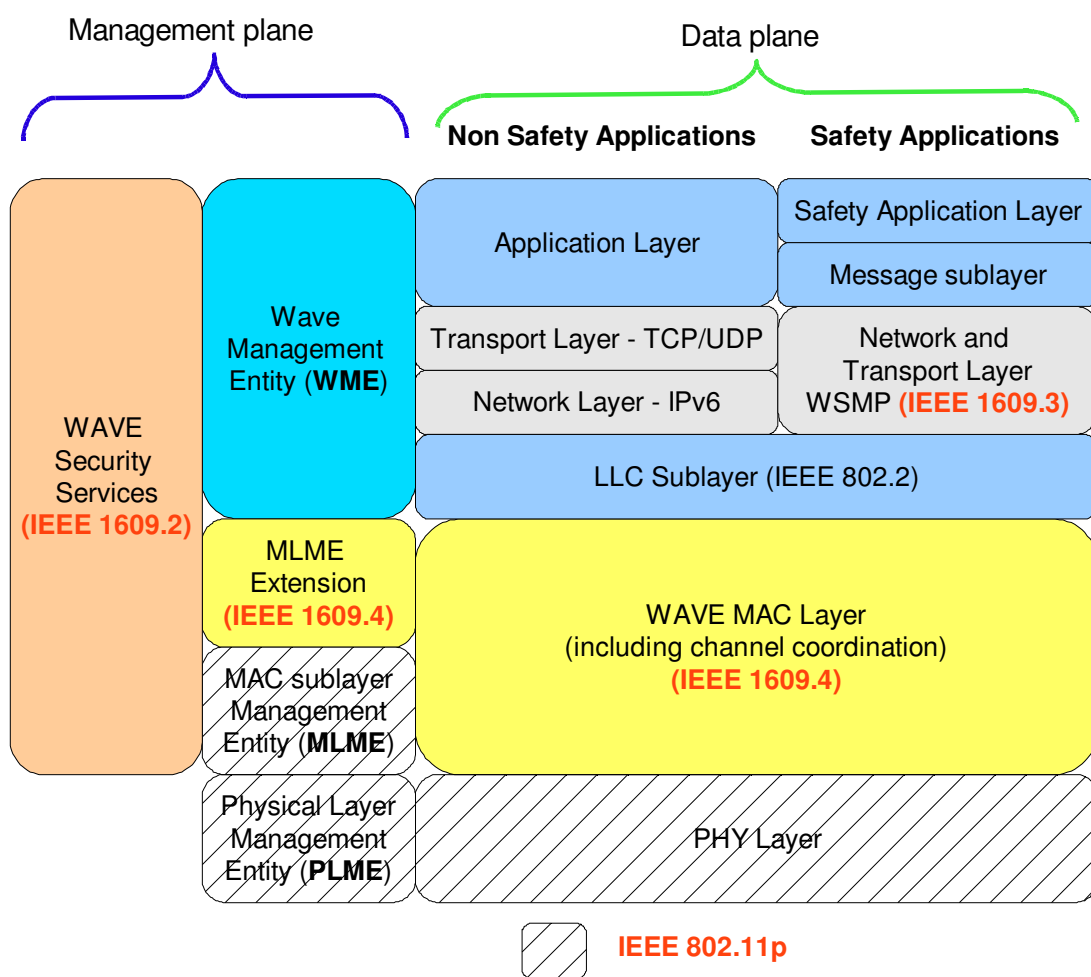 Management plane
Data plane
Non Safety Applications
Safety Applications
WAVE
Security
Services
(IEEE 1609.2)
Wave
Management
Entity (WME)
MLME
Extension
(IEEE 1609.4)
MAC sublayer
Management
Entity (MLME)
Physical Layer
Management
Entity (PLME)
Application Layer
Transport Layer - TCP/UDP
Network Layer - IPv6
Safety Application Layer
Message sublayer
Network and
Transport Layer
WSMP (IEEE 1609.3)
LLC Sublayer (IEEE 802.2)
WAVE MAC Layer
(including channel coordination)
(IEEE 1609.4)
PHY Layer
IEEE 802.11p